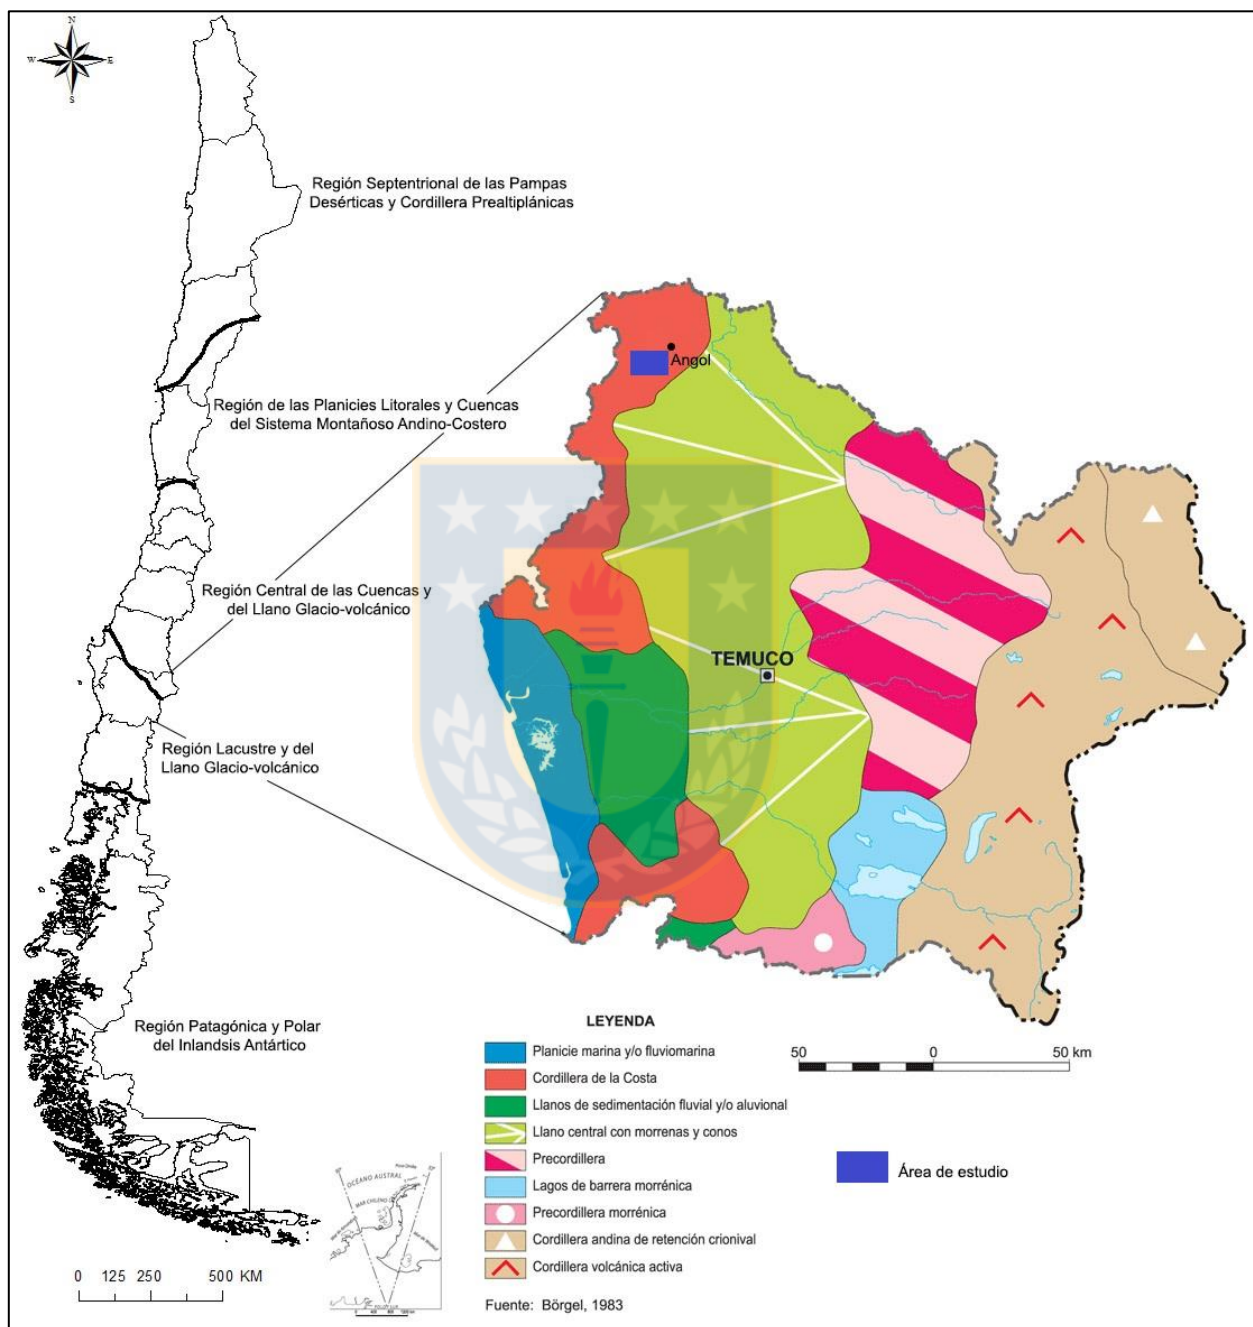 N
W
E
S
Región Septentrional de las Pampas
Desérticas y Cordillera Prealtiplánicas
Región de las Planicies Litorales y Cuencas
del Sistema Montañoso Andino-Costero
Región Central de las Cuencas y
del Llano Glacio-volcánico
Región Lacustre y del
Llano Glacio-volcánico
Región Patagónica y Polar
del Inlandsis Antártico
0 125 250 500 KM
Angol
TEMUCO
LEYENDA
Planicie marina y/o fluviomarina
Cordillera de la Costa
Llanos de sedimentación fluvial y/o aluvional
Llano central con morrenas y conos
Precordillera
Lagos de barrera morrénica
Precordillera morrénica
Cordillera andina de retención crionival
Cordillera volcánica activa
Fuente: Börgel, 1983
50 0 50 km
Área de estudio
OCÉANO AUSTRAL
MAR CHILENO